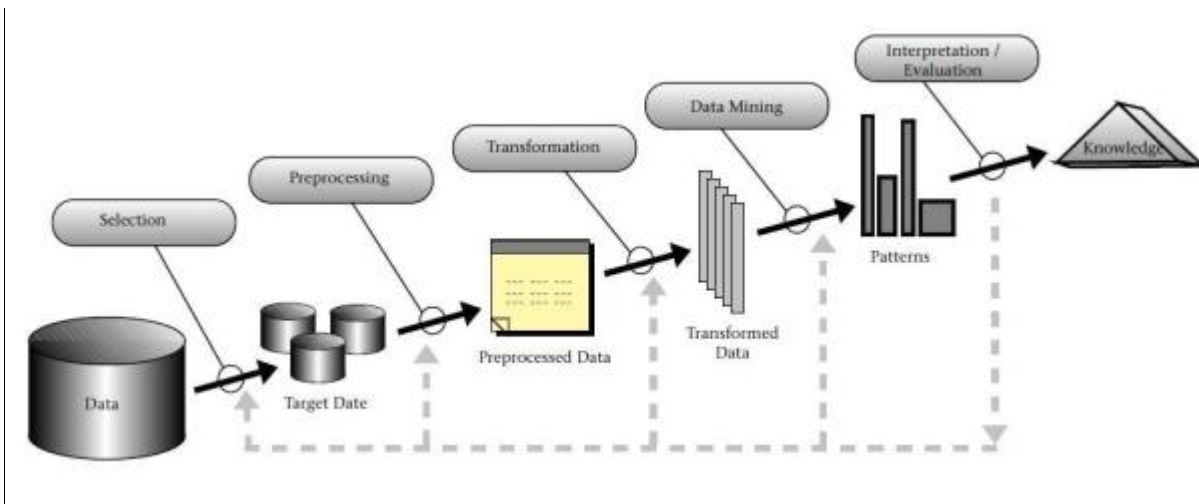 Interpretation /
Evaluation
Data Mining
Transformation
Preprocessing
Selection
Knowledge
Patterns
Transformed
Data
Preprocessed Data
Target Date
Data